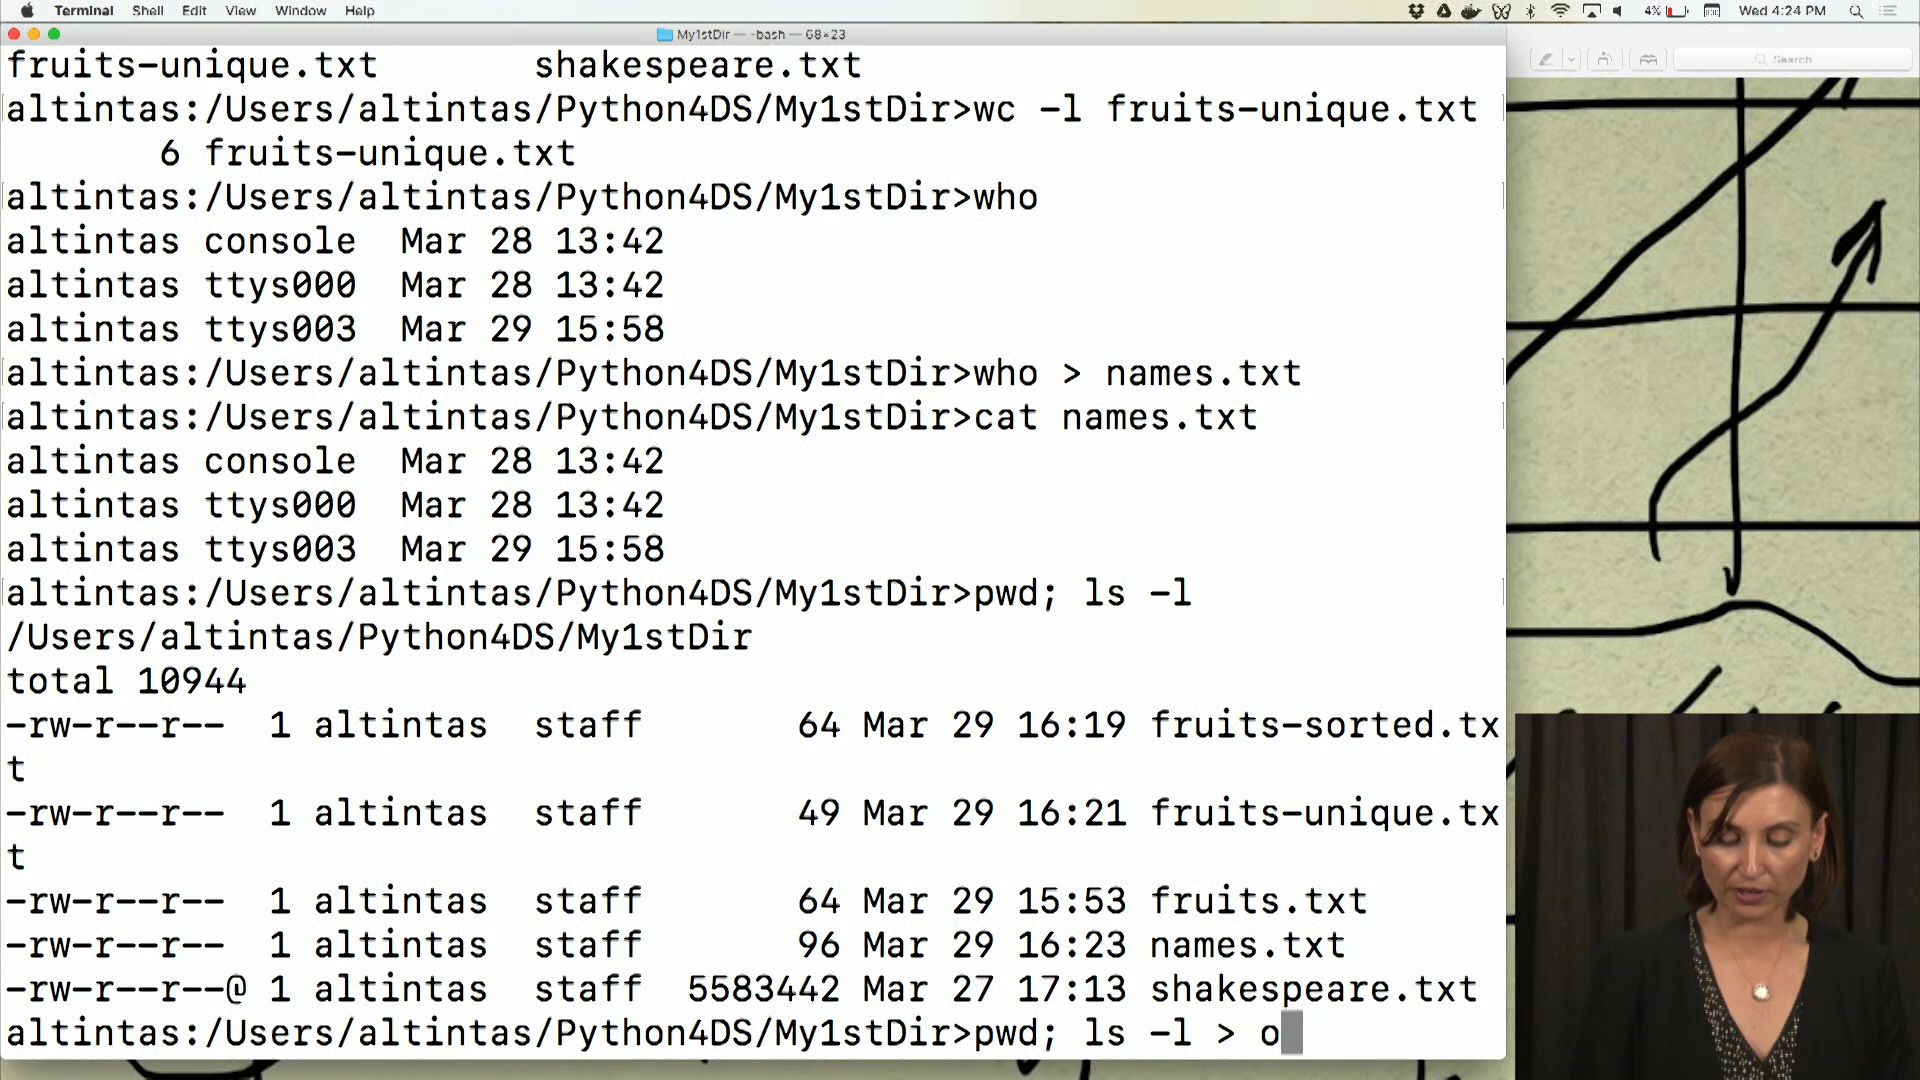 Terminal Shell Edit View Window Help 4% Wed 4:24 PM
My1stDir — -bash — 68×23
Search
fruits-unique.txt shakespeare.txt
altintas:/Users/altintas/Python4DS/My1stDir>wc -l fruits-unique.txt
6 fruits-unique.txt
altintas:/Users/altintas/Python4DS/My1stDir>who
altintas console Mar 28 13:42
altintas ttys000 Mar 28 13:42
altintas ttys003 Mar 29 15:58
altintas:/Users/altintas/Python4DS/My1stDir>who > names.txt
altintas:/Users/altintas/Python4DS/My1stDir>cat names.txt
altintas console Mar 28 13:42
altintas ttys000 Mar 28 13:42
altintas ttys003 Mar 29 15:58
altintas:/Users/altintas/Python4DS/My1stDir>pwd; ls -l
/Users/altintas/Python4DS/My1stDir
total 10944
-rw-r--r-- 1 altintas staff 64 Mar 29 16:19 fruits-sorted.tx
t
-rw-r--r-- 1 altintas staff 49 Mar 29 16:21 fruits-unique.tx
t
-rw-r--r-- 1 altintas staff 64 Mar 29 15:53 fruits.txt
-rw-r--r-- 1 altintas staff 96 Mar 29 16:23 names.txt
-rw-r--r--@ 1 altintas staff 5583442 Mar 27 17:13 shakespeare.txt
altintas:/Users/altintas/Python4DS/My1stDir>pwd; ls -l > o